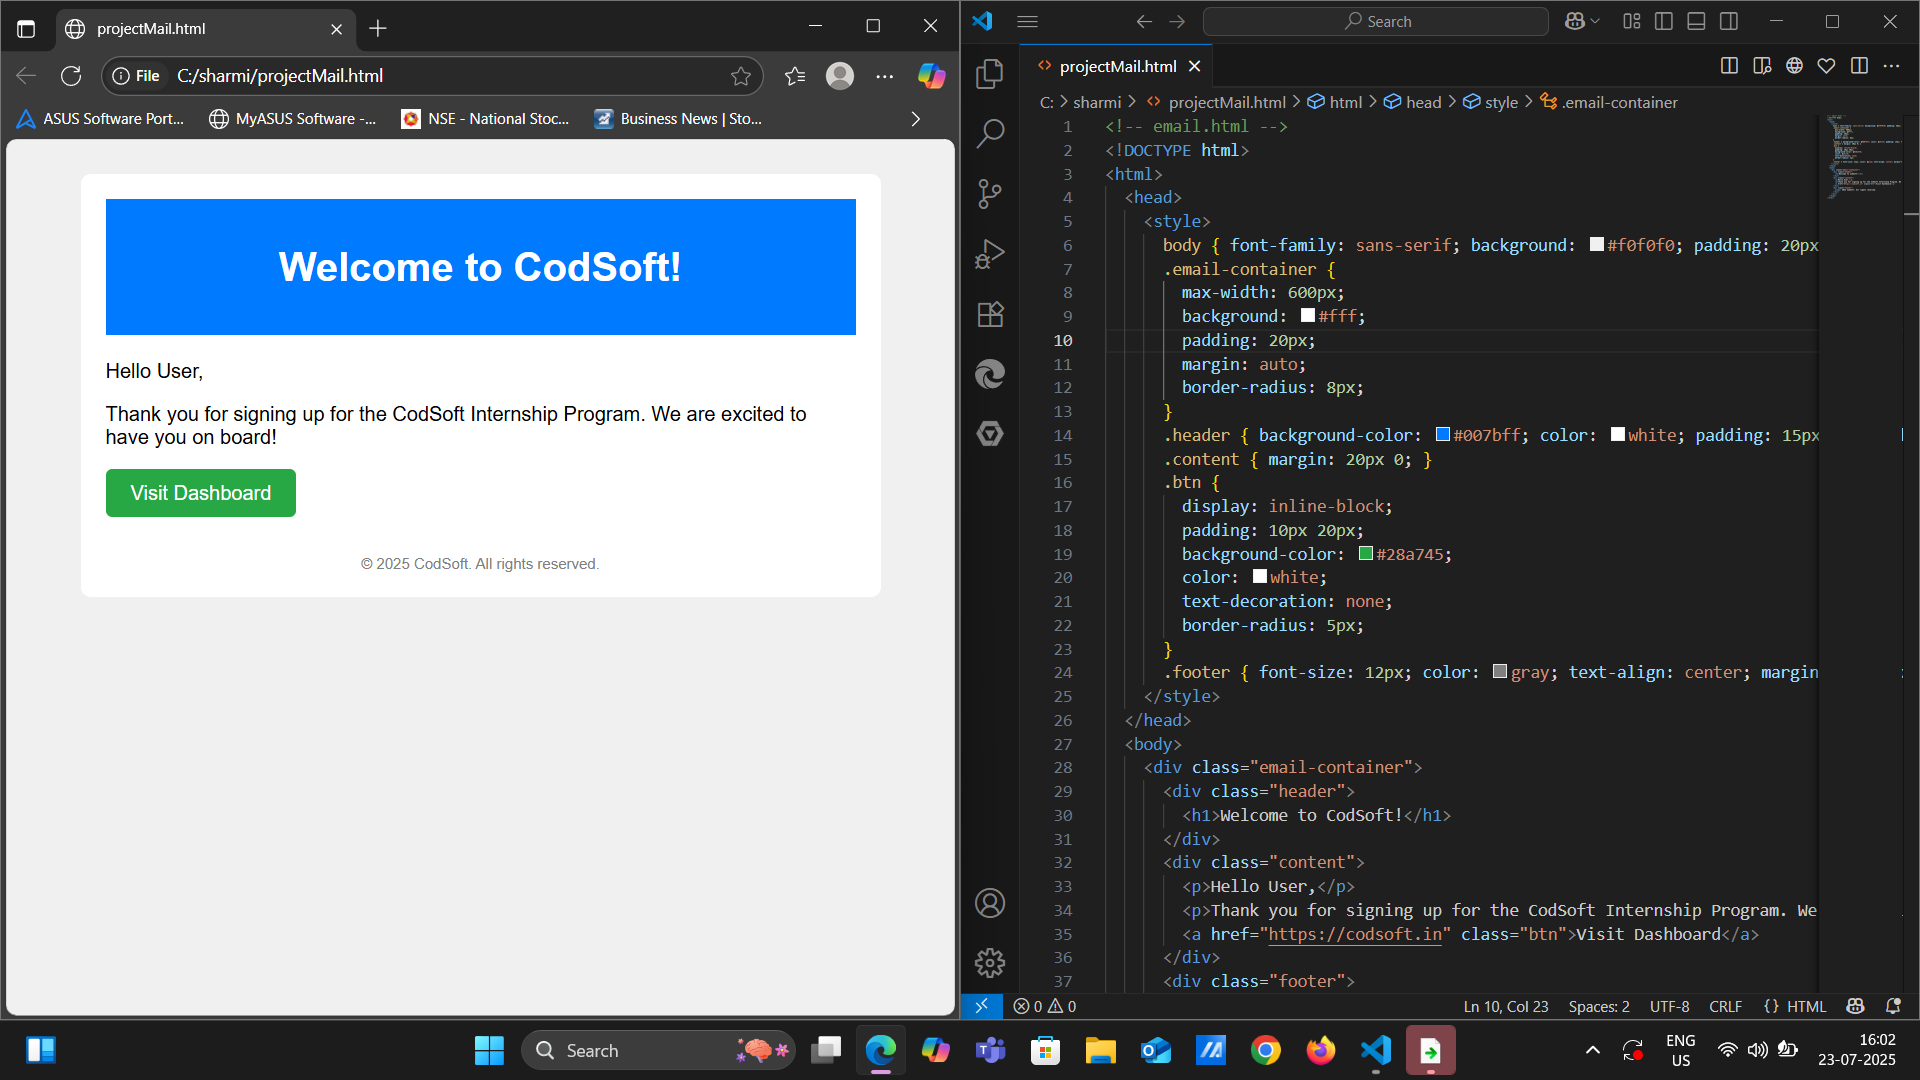 projectMail.html
File
C:/sharmi/projectMail.html
ASUS Software Port...
MyASUS Software -...
NSE - National Stoc...
Business News | Sto...
Welcome to CodSoft!
Hello User,
Thank you for signing up for the CodSoft Internship Program. We are excited to
have you on board!
Visit Dashboard
© 2025 CodSoft. All rights reserved.
Search
projectMail.html
C: > sharmi > projectMail.html > html > head > style > .email-container
1 <!-- email.html -->
2 <!DOCTYPE html>
3 <html>
4 <head>
5 <style>
6 body { font-family: sans-serif; background: #f0f0f0; padding: 20px
7 .email-container {
8 max-width: 600px;
9 background: #fff;
10 padding: 20px;
11 margin: auto;
12 border-radius: 8px;
13 }
14 .header { background-color: #007bff; color: white; padding: 15px
15 .content { margin: 20px 0; }
16 .btn {
17 display: inline-block;
18 padding: 10px 20px;
19 background-color: #28a745;
20 color: white;
21 text-decoration: none;
22 border-radius: 5px;
23 }
24 .footer { font-size: 12px; color: gray; text-align: center; margin
25 </style>
26 </head>
27 <body>
28 <div class="email-container">
29 <div class="header">
30 <h1>Welcome to CodSoft!</h1>
31 </div>
32 <div class="content">
33 <p>Hello User,</p>
34 <p>Thank you for signing up for the CodSoft Internship Program. We
35 <a href="https://codsoft.in" class="btn">Visit Dashboard</a>
36 </div>
37 <div class="footer">
0 0
Ln 10, Col 23
Spaces: 2
UTF-8
CRLF
{ } HTML
Search
ENG
US
16:02
23-07-2025